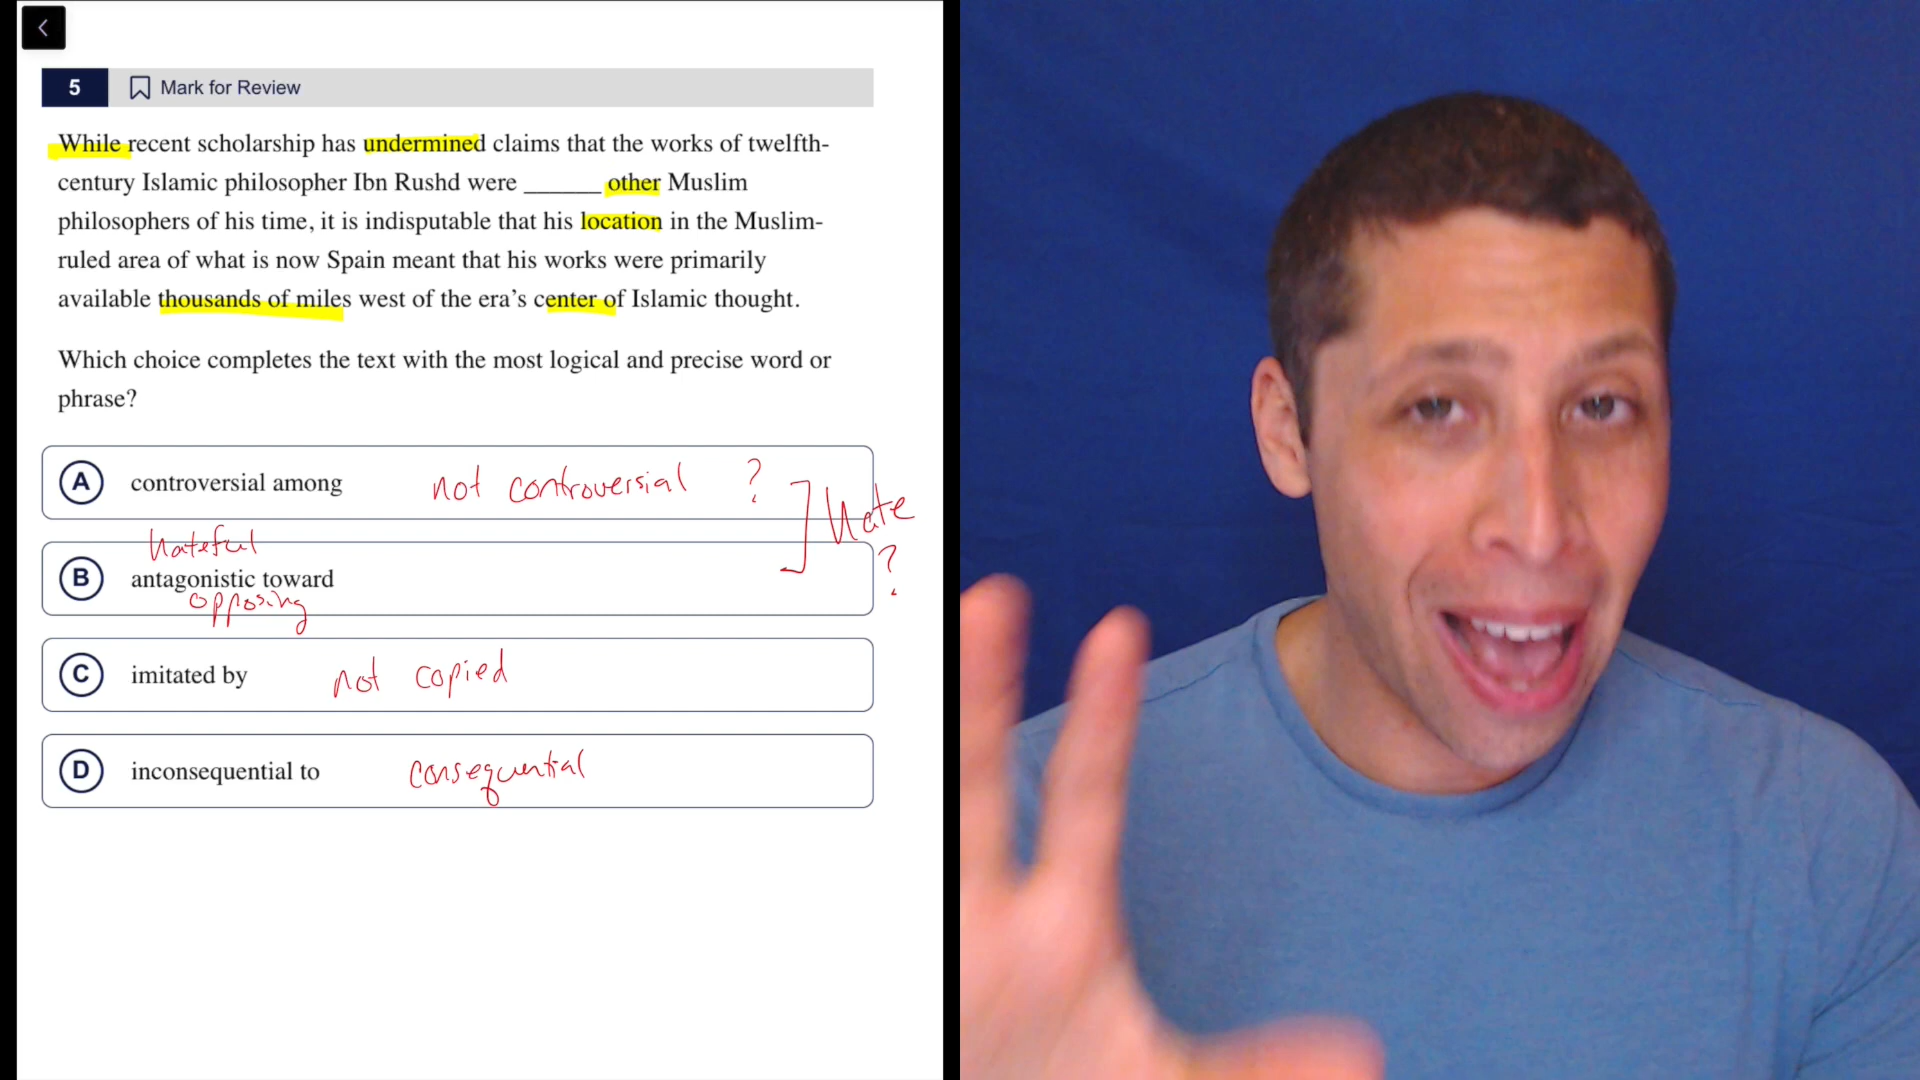 5 Mark for Review
While recent scholarship has undermined claims that the works of twelfth-
century Islamic philosopher Ibn Rushd were ______ other Muslim
philosophers of his time, it is indisputable that his location in the Muslim-
ruled area of what is now Spain meant that his works were primarily
available thousands of miles west of the era's center of Islamic thought.
Which choice completes the text with the most logical and precise word or
phrase?
A controversial among not controversial ?
hate
?
hateful
B antagonistic toward
opposing
C imitated by not copied
D inconsequential to consequential